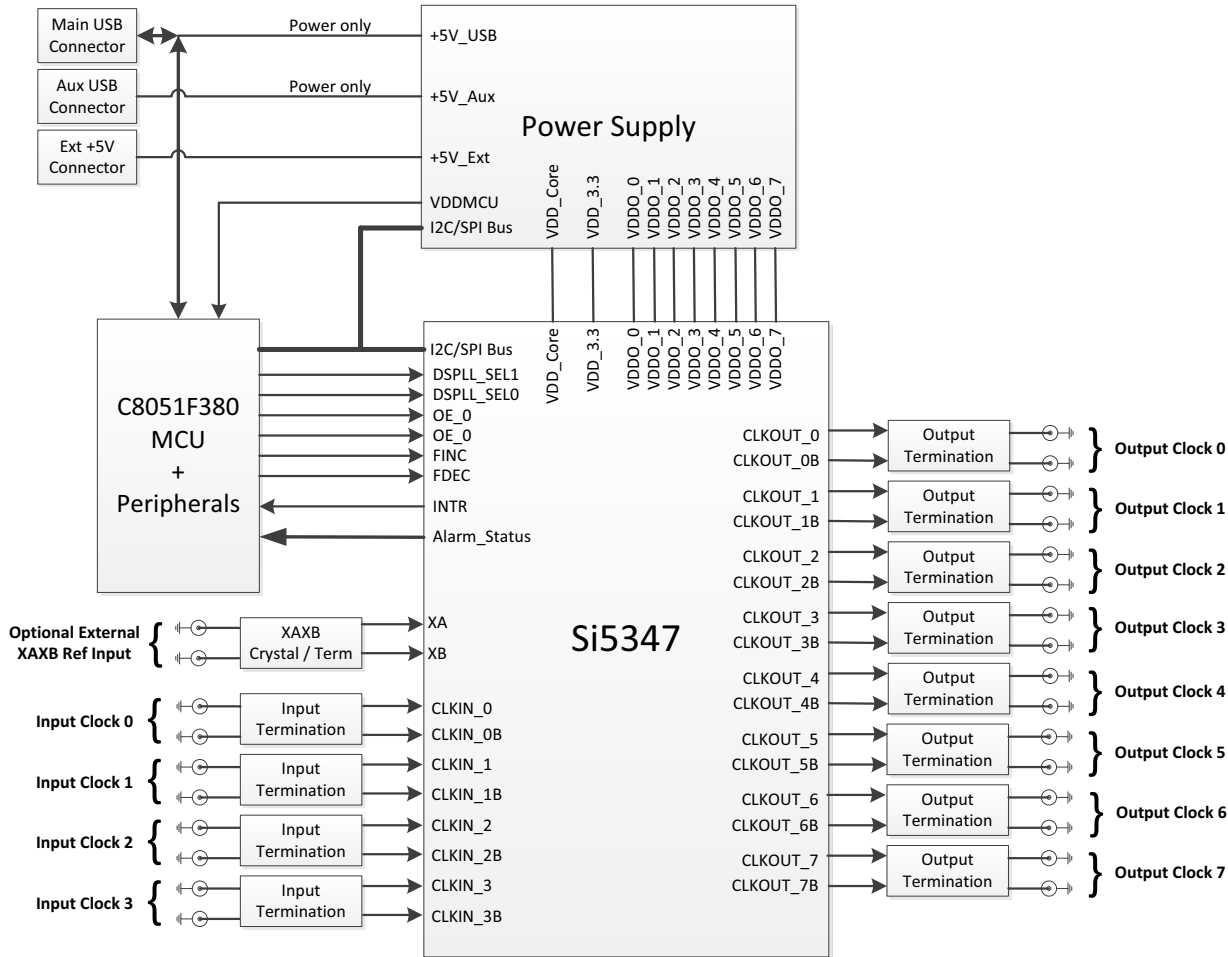 Main USB
Connector
Power only
+5V_USB
Aux USB
Connector
Power only
+5V_Aux
Power Supply
Ext +5V
Connector
+5V_Ext
VDDMCU
I2C/SPI Bus
VDD_Core
VDD_3.3
VDDO_0
VDDO_1
VDDO_2
VDDO_3
VDDO_4
VDDO_5
VDDO_6
VDDO_7
C8051F380
MCU
+
Peripherals
I2C/SPI Bus
DSPLL_SEL1
DSPLL_SEL0
OE_0
OE_0
FINC
FDEC
INTR
Alarm_Status
VDD_Core
VDD_3.3
VDDO_0
VDDO_1
VDDO_2
VDDO_3
VDDO_4
VDDO_5
VDDO_6
VDDO_7
Si5347
Optional External
XAXB Ref Input
XAXB
Crystal / Term
XA
XB
Input Clock 0
Input
Termination
CLKIN_0
CLKIN_0B
Input Clock 1
Input
Termination
CLKIN_1
CLKIN_1B
Input Clock 2
Input
Termination
CLKIN_2
CLKIN_2B
Input Clock 3
Input
Termination
CLKIN_3
CLKIN_3B
CLKOUT_0
CLKOUT_0B
Output
Termination
Output Clock 0
CLKOUT_1
CLKOUT_1B
Output
Termination
Output Clock 1
CLKOUT_2
CLKOUT_2B
Output
Termination
Output Clock 2
CLKOUT_3
CLKOUT_3B
Output
Termination
Output Clock 3
CLKOUT_4
CLKOUT_4B
Output
Termination
Output Clock 4
CLKOUT_5
CLKOUT_5B
Output
Termination
Output Clock 5
CLKOUT_6
CLKOUT_6B
Output
Termination
Output Clock 6
CLKOUT_7
CLKOUT_7B
Output
Termination
Output Clock 7